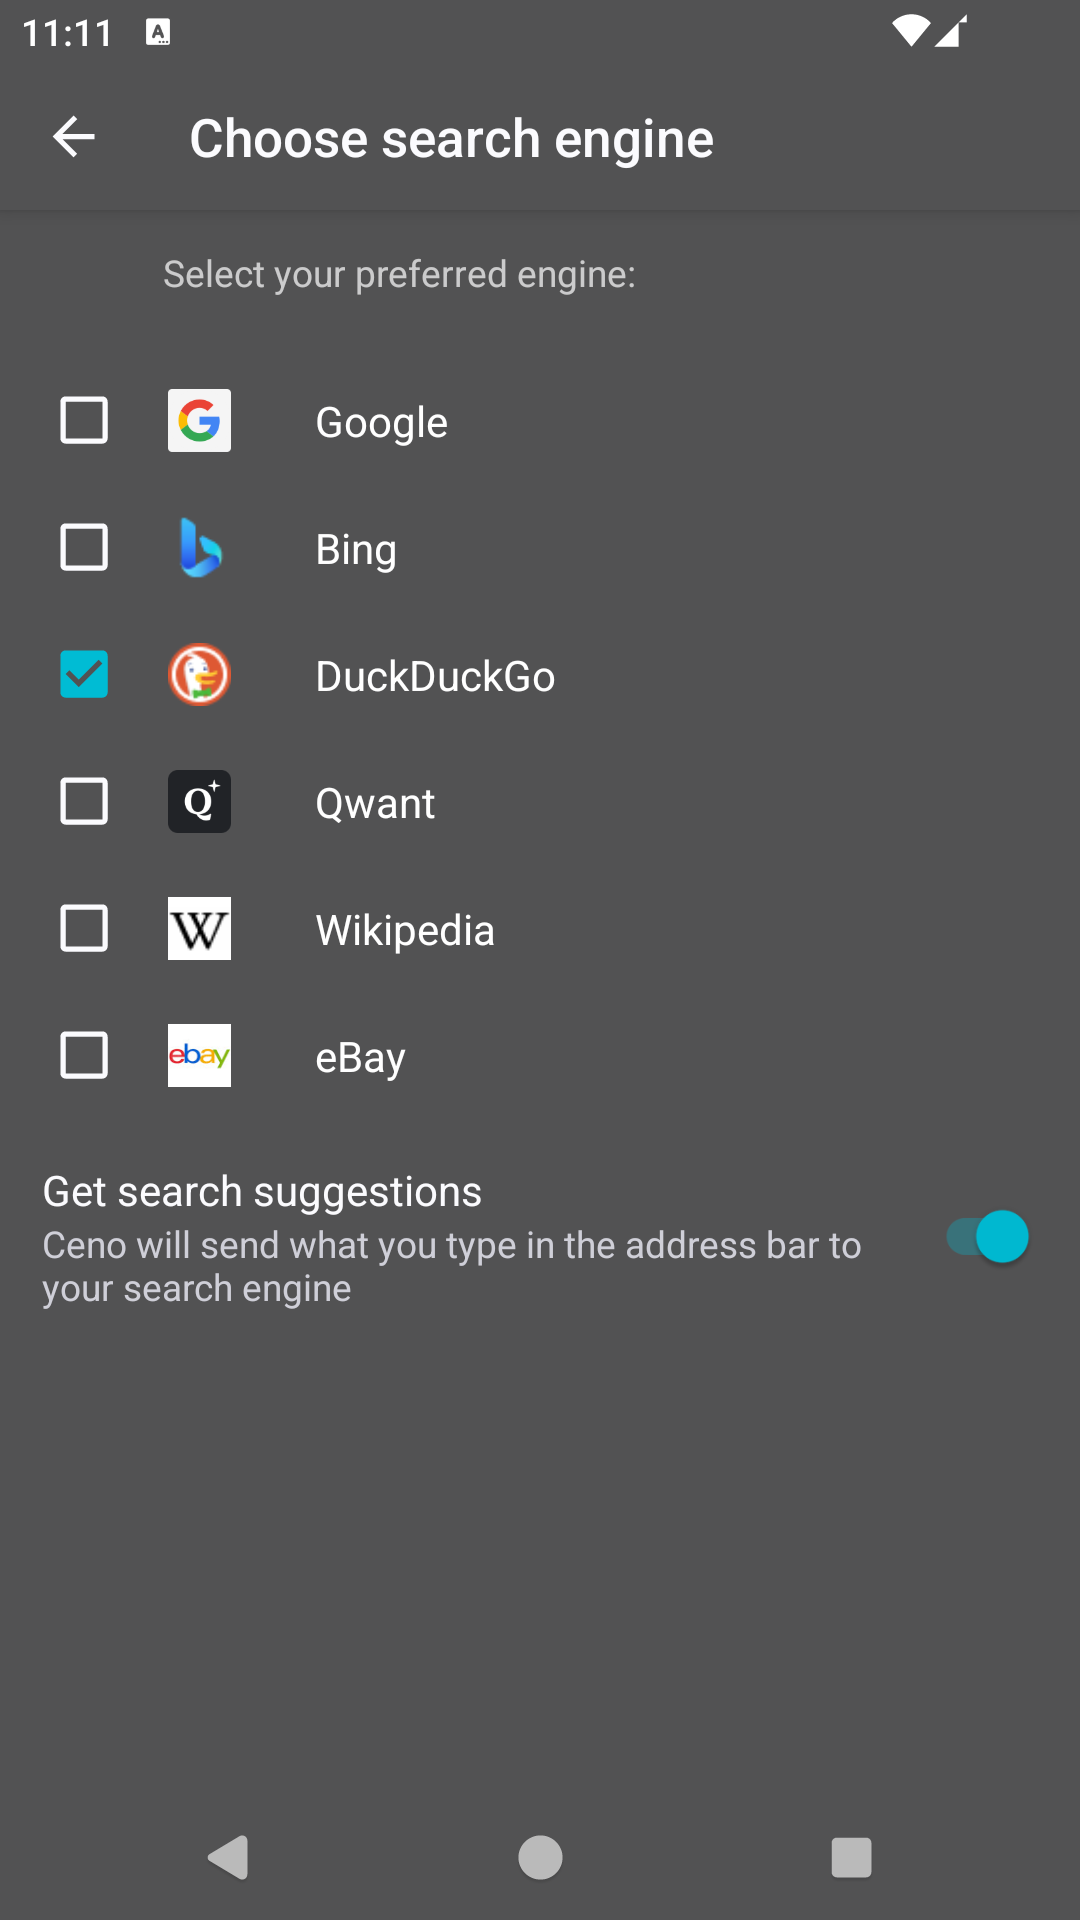 11:11
Choose search engine
Select your preferred engine:
Google
Bing
DuckDuckGo
Qwant
Wikipedia
ebay eBay
Get search suggestions
Ceno will send what you type in the address bar to
your search engine